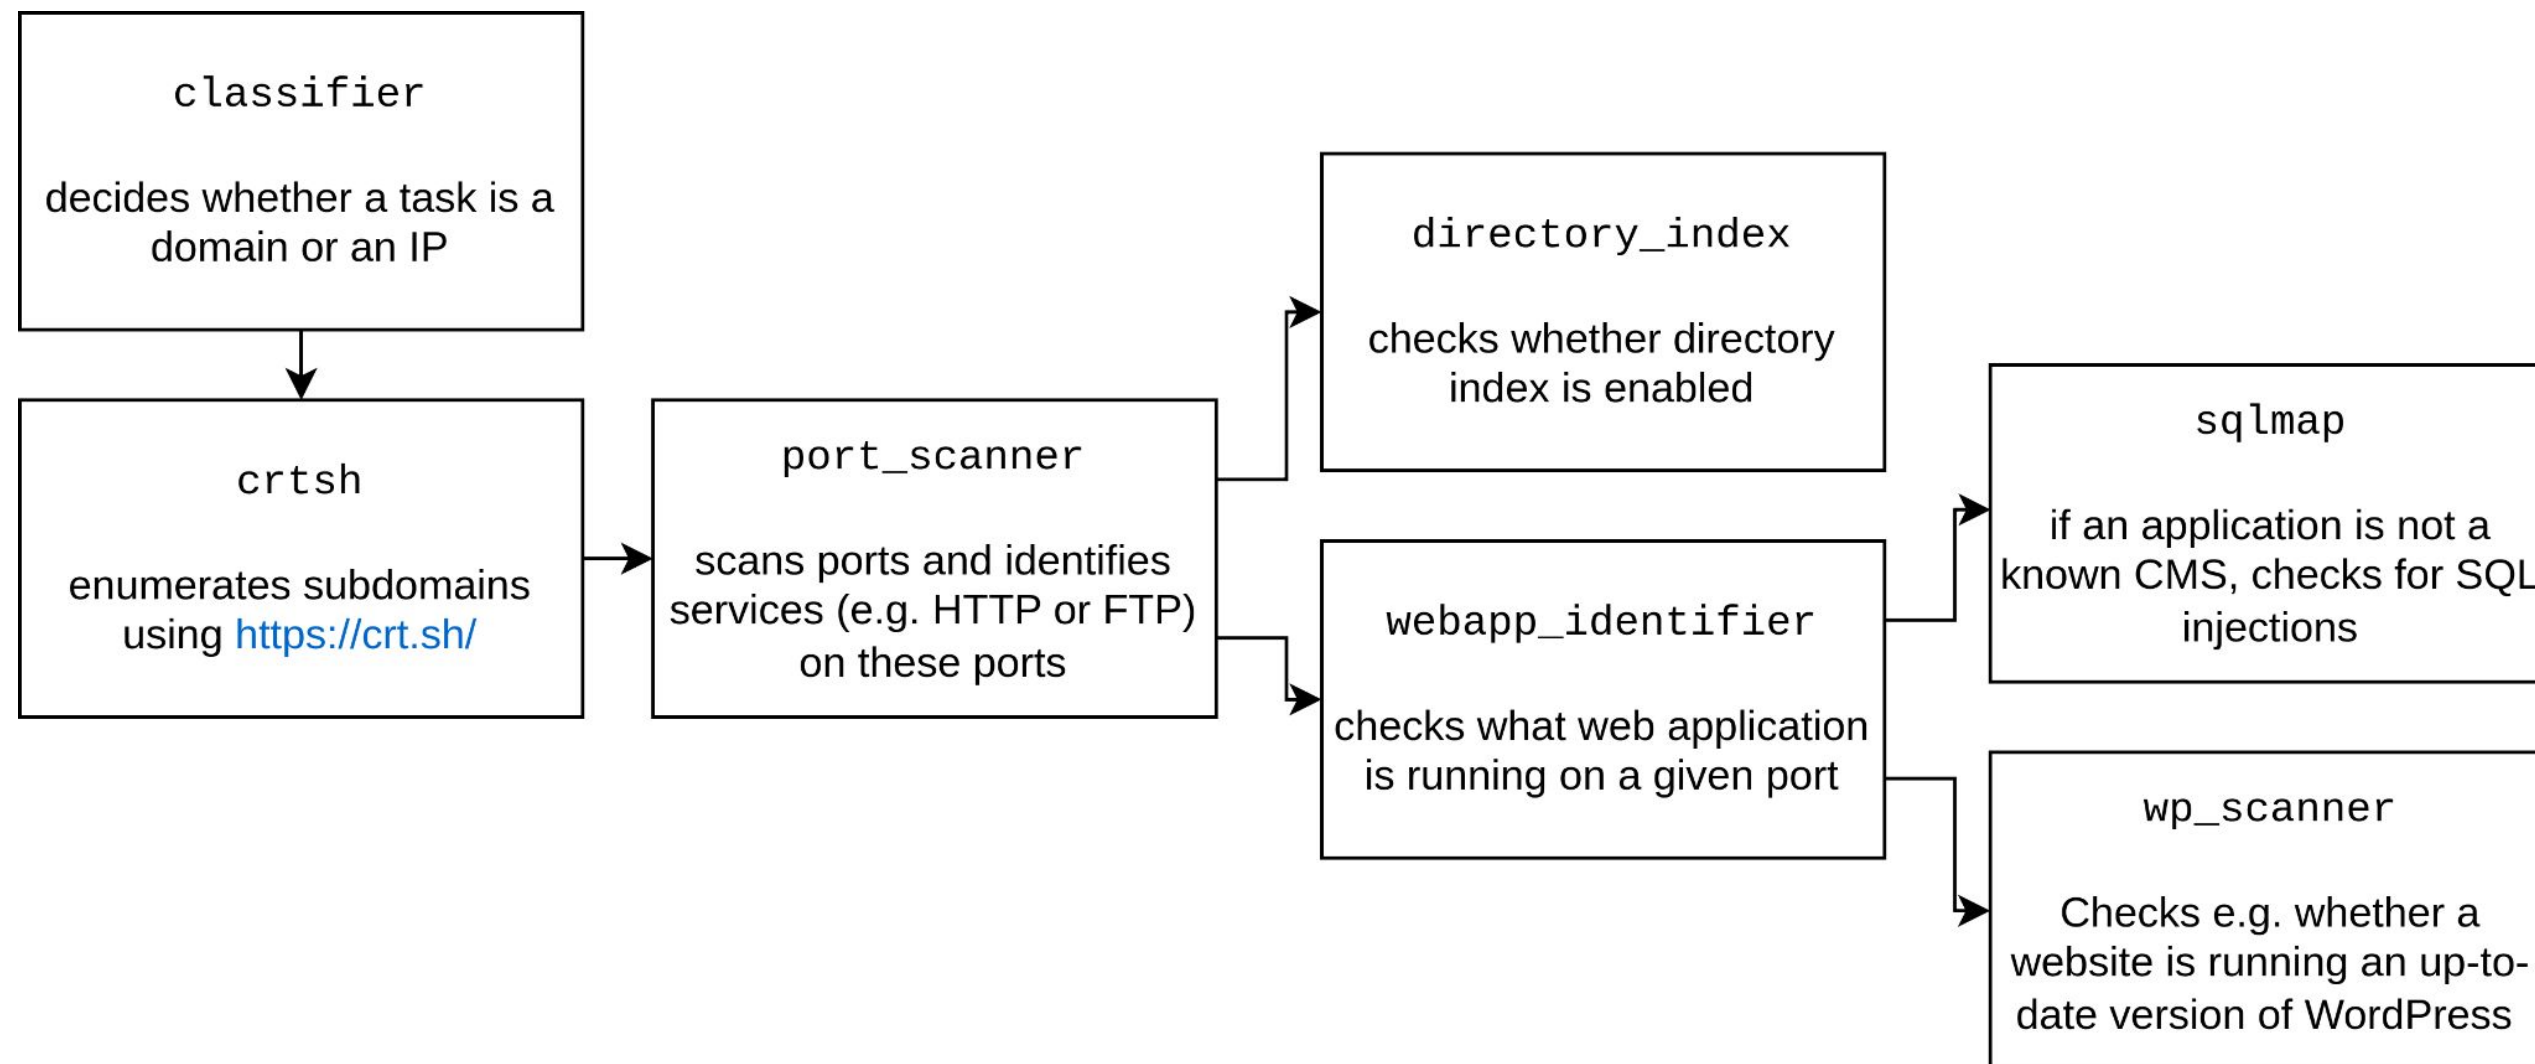 classifier
decides whether a task is a
domain or an IP
crtsh
enumerates subdomains
using https://crt.sh/
port_scanner
scans ports and identifies
services (e.g. HTTP or FTP)
on these ports
directory_index
checks whether directory
index is enabled
webapp_identifier
checks what web application
is running on a given port
sqlmap
if an application is not a
known CMS, checks for SQL
injections
wp_scanner
Checks e.g. whether a
website is running an up-to-
date version of WordPress